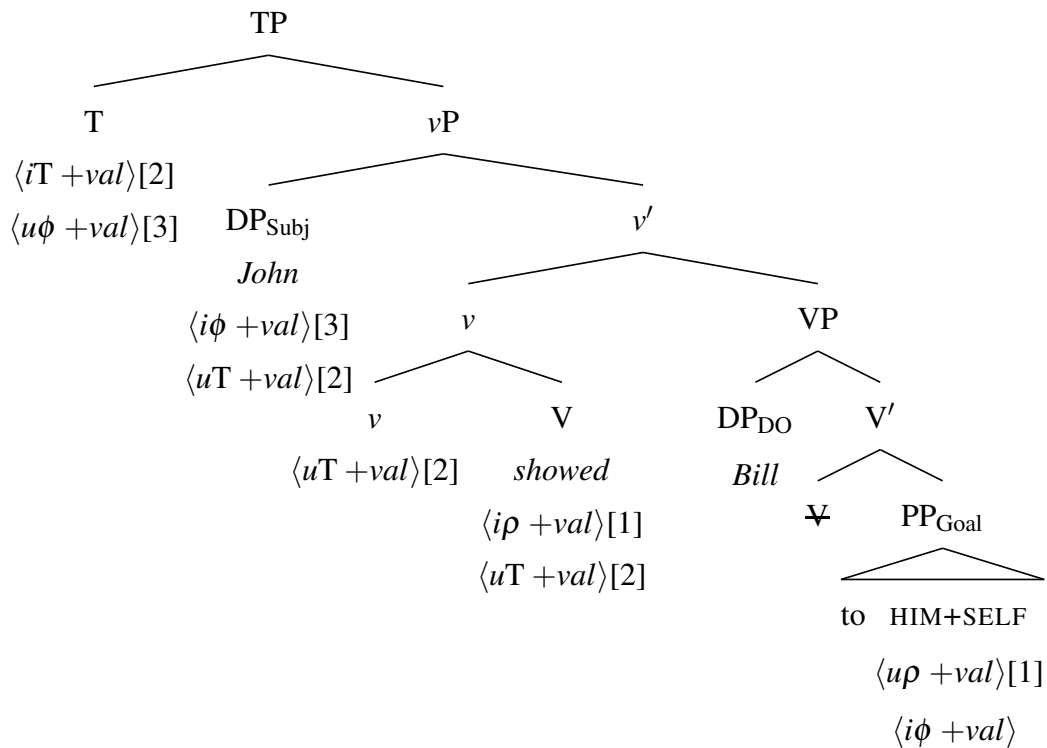 TP
T vP
⟨iT +val⟩[2]
⟨uϕ +val⟩[3] DP_Subj v′
John
⟨iϕ +val⟩[3] v VP
⟨uT +val⟩[2]
v V DP_DO V′
⟨uT +val⟩[2] showed Bill
⟨iρ +val⟩[1] V PP_Goal
⟨uT +val⟩[2]
to HIM+SELF
⟨uρ +val⟩[1]
⟨iϕ +val⟩